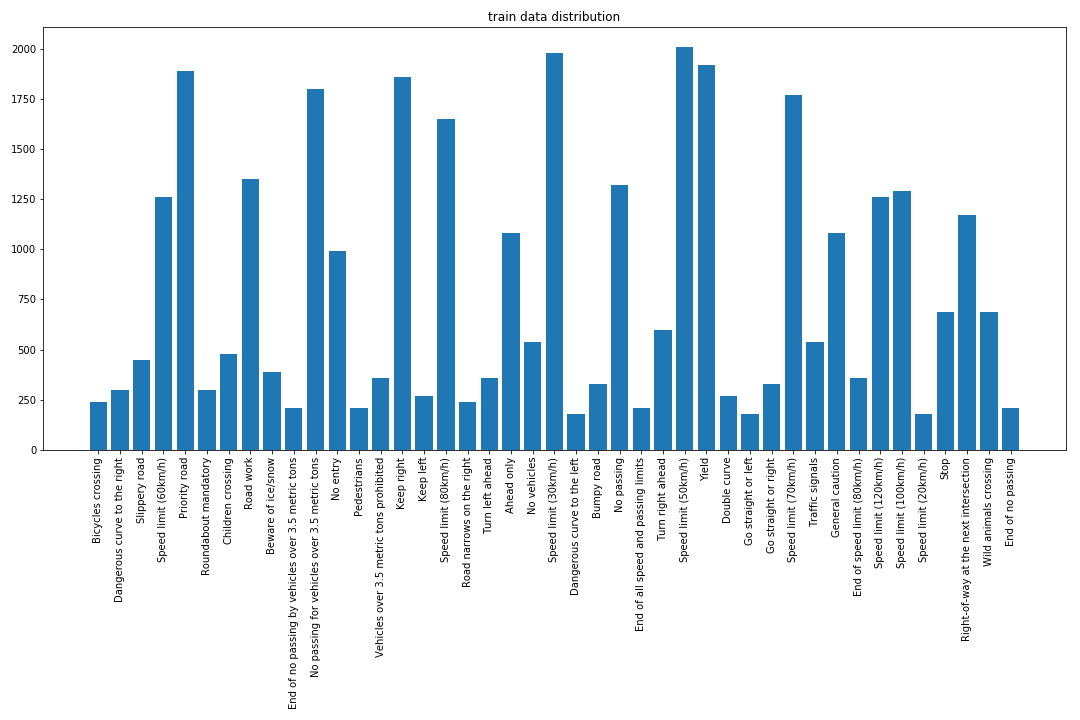 train data distribution
2000
1750
1500
1250
1000
750
500
250
0
Bicycles crossing
Dangerous curve to the right
Slippery road
Speed limit (60km/h)
Priority road
Roundabout mandatory
Children crossing
Road work
Beware of ice/snow
End of no passing by vehicles over 3.5 metric tons
No passing for vehicles over 3.5 metric tons
No entry
Pedestrians
Vehicles over 3.5 metric tons prohibited
Keep right
Keep left
Speed limit (80km/h)
Road narrows on the right
Turn left ahead
Ahead only
No vehicles
Speed limit (30km/h)
Dangerous curve to the left
Bumpy road
No passing
End of all speed and passing limits
Turn right ahead
Speed limit (50km/h)
Yield
Double curve
Go straight or left
Go straight or right
Speed limit (70km/h)
Traffic signals
General caution
End of speed limit (80km/h)
Speed limit (120km/h)
Speed limit (100km/h)
Speed limit (20km/h)
Stop
Right-of-way at the next intersection
Wild animals crossing
End of no passing